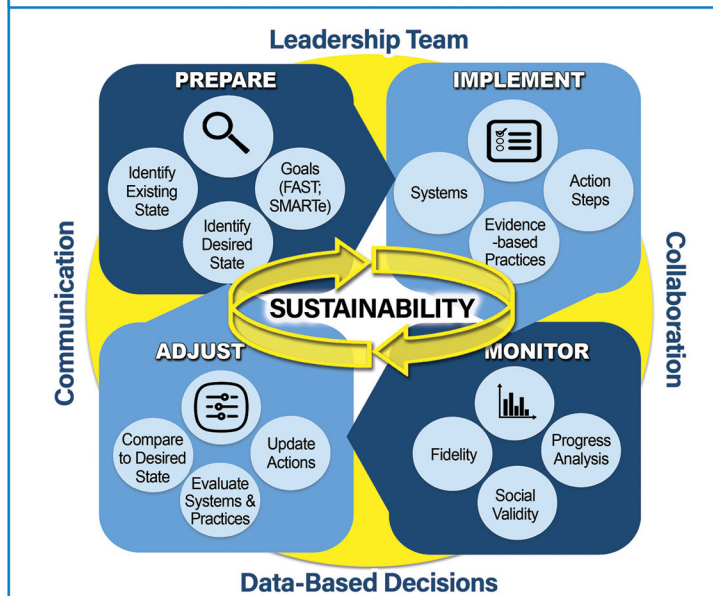 Leadership Team
PREPARE
Identify
Existing
State
Identify
Desired
State
Goals
(FAST;
SMARTe)
IMPLEMENT
Systems
Evidence
-based
Practices
Action
Steps
Communication
SUSTAINABILITY
Collaboration
ADJUST
Compare
to Desired
State
Evaluate
Systems &
Practices
Update
Actions
MONITOR
Fidelity
Social
Validity
Progress
Analysis
Data-Based Decisions